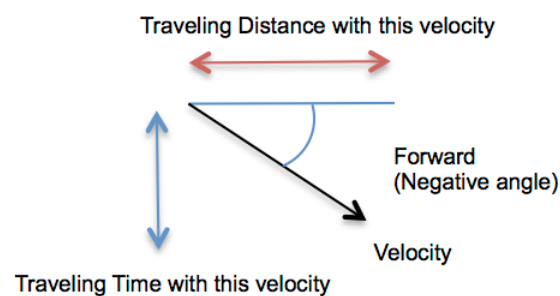 Traveling Distance with this velocity
Forward
(Negative angle)
Velocity
Traveling Time with this velocity